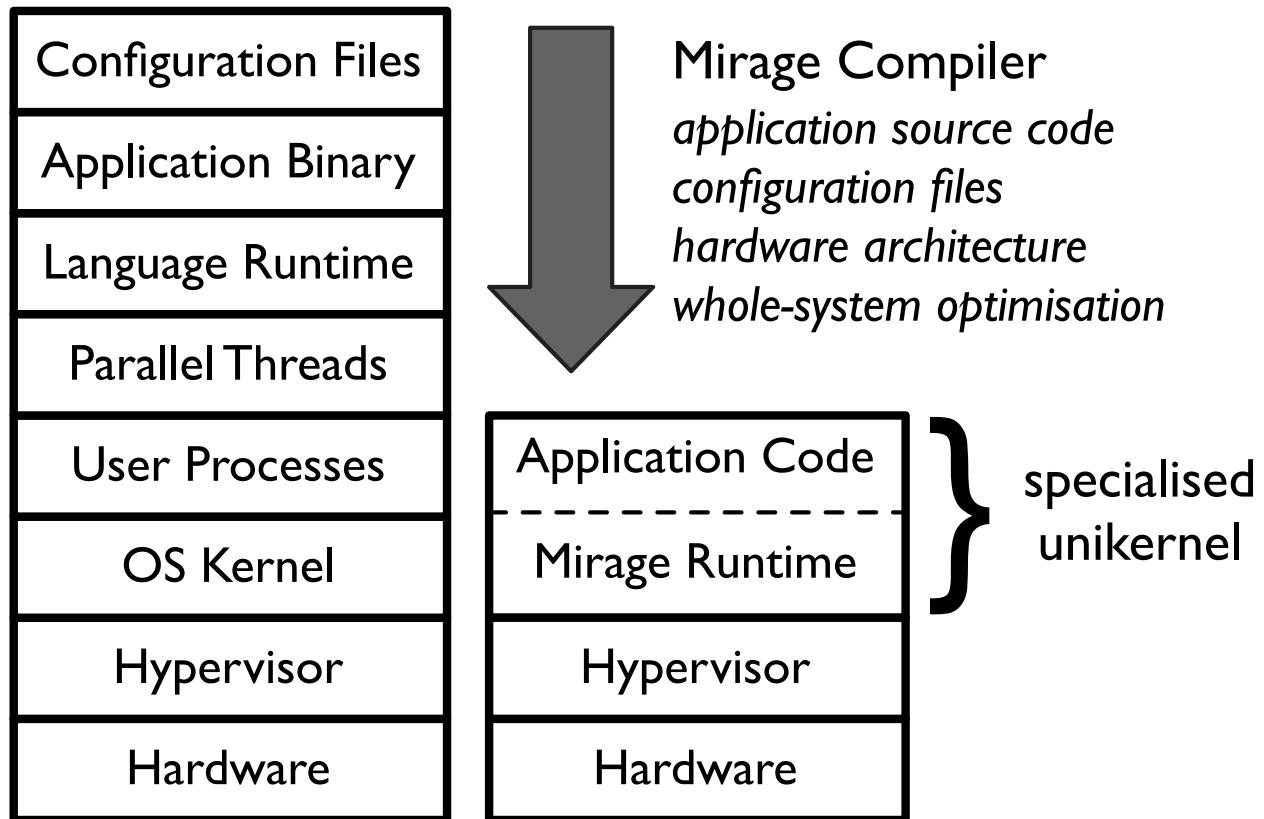 Configuration Files
Application Binary
Language Runtime
Parallel Threads
User Processes
OS Kernel
Hypervisor
Hardware
Mirage Compiler
application source code
configuration files
hardware architecture
whole-system optimisation
Application Code
Mirage Runtime
Hypervisor
Hardware
}
specialised
unikernel